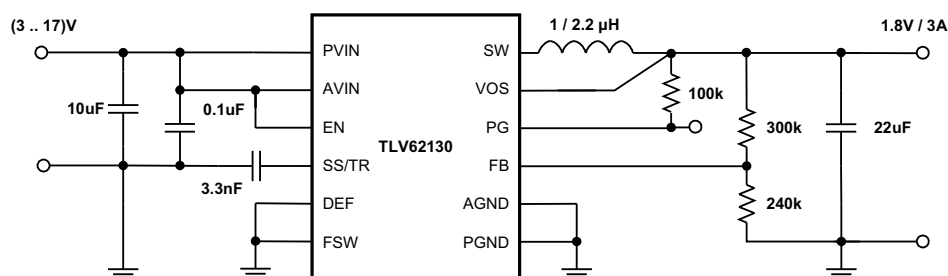 (3 .. 17)V
1 / 2.2 µH
1.8V / 3A
PVIN
SW
AVIN
VOS
10uF
0.1uF
100k
EN
PG
TLV62130
300k
22uF
SS/TR
FB
3.3nF
DEF
AGND
240k
FSW
PGND